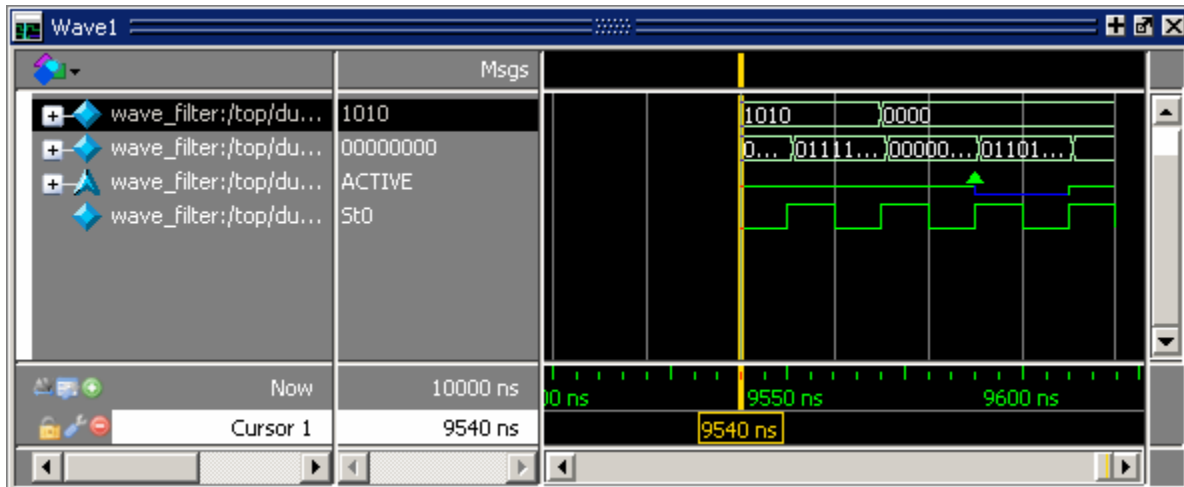 Wave1
Msgs
wave_filter:/top/du... 1010 1010 0000
wave_filter:/top/du... 00000000 0... 01111... 00000... 01101...
wave_filter:/top/du... ACTIVE
wave_filter:/top/du... St0
Now 10000 ns 00 ns 9550 ns 9600 ns
Cursor 1 9540 ns 9540 ns